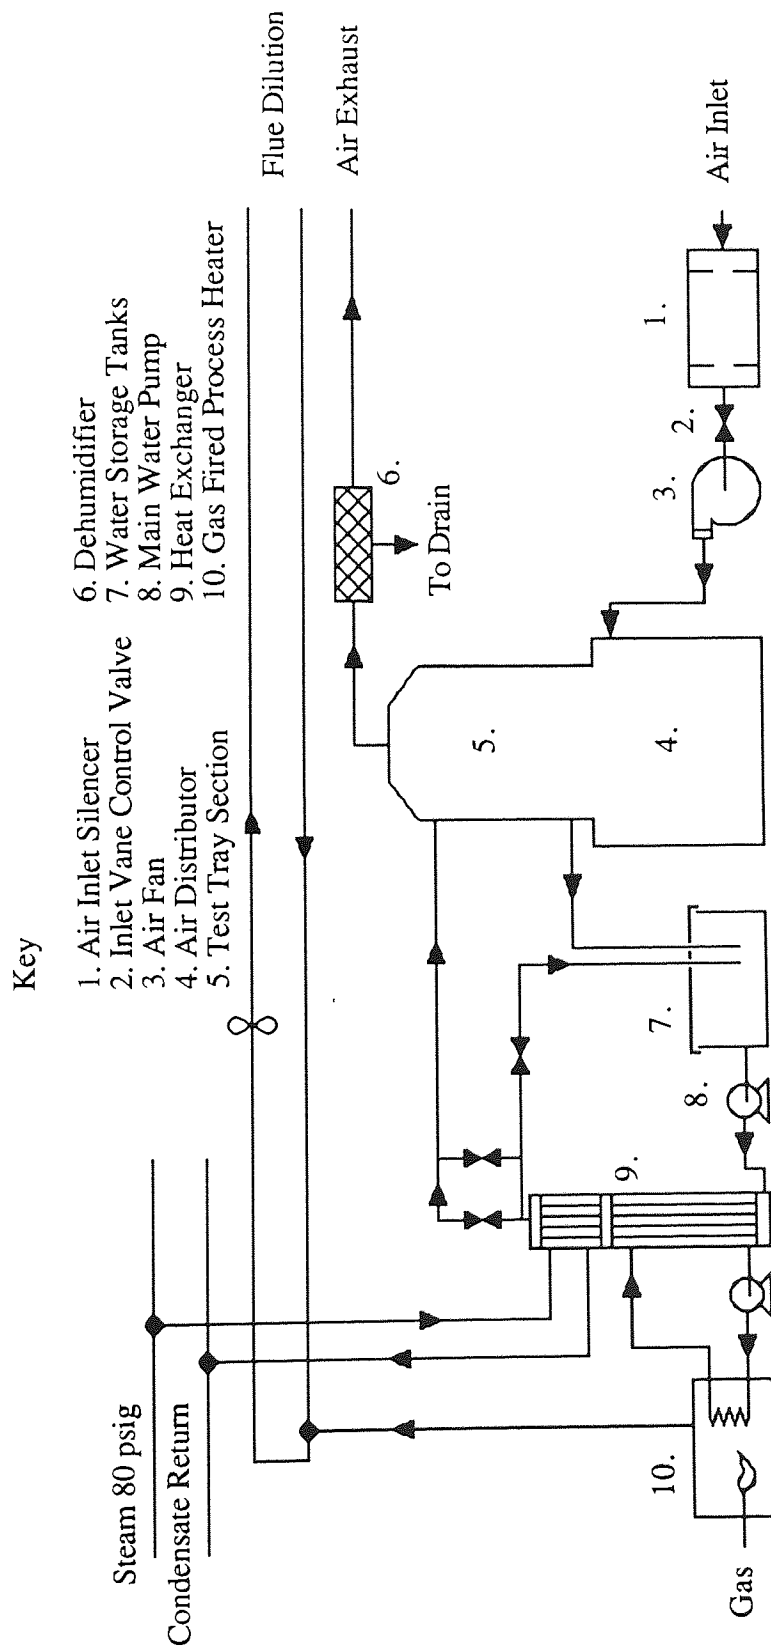 Key
1. Air Inlet Silencer
2. Inlet Vane Control Valve
3. Air Fan
4. Air Distributor
5. Test Tray Section
6. Dehumidifier
7. Water Storage Tanks
8. Main Water Pump
9. Heat Exchanger
10. Gas Fired Process Heater
Steam 80 psig
Condensate Return
Flue Dilution
Air Exhaust
6.
To Drain
5.
4.
3.
2.
1.
Air Inlet
9.
8.
7.
10.
Gas